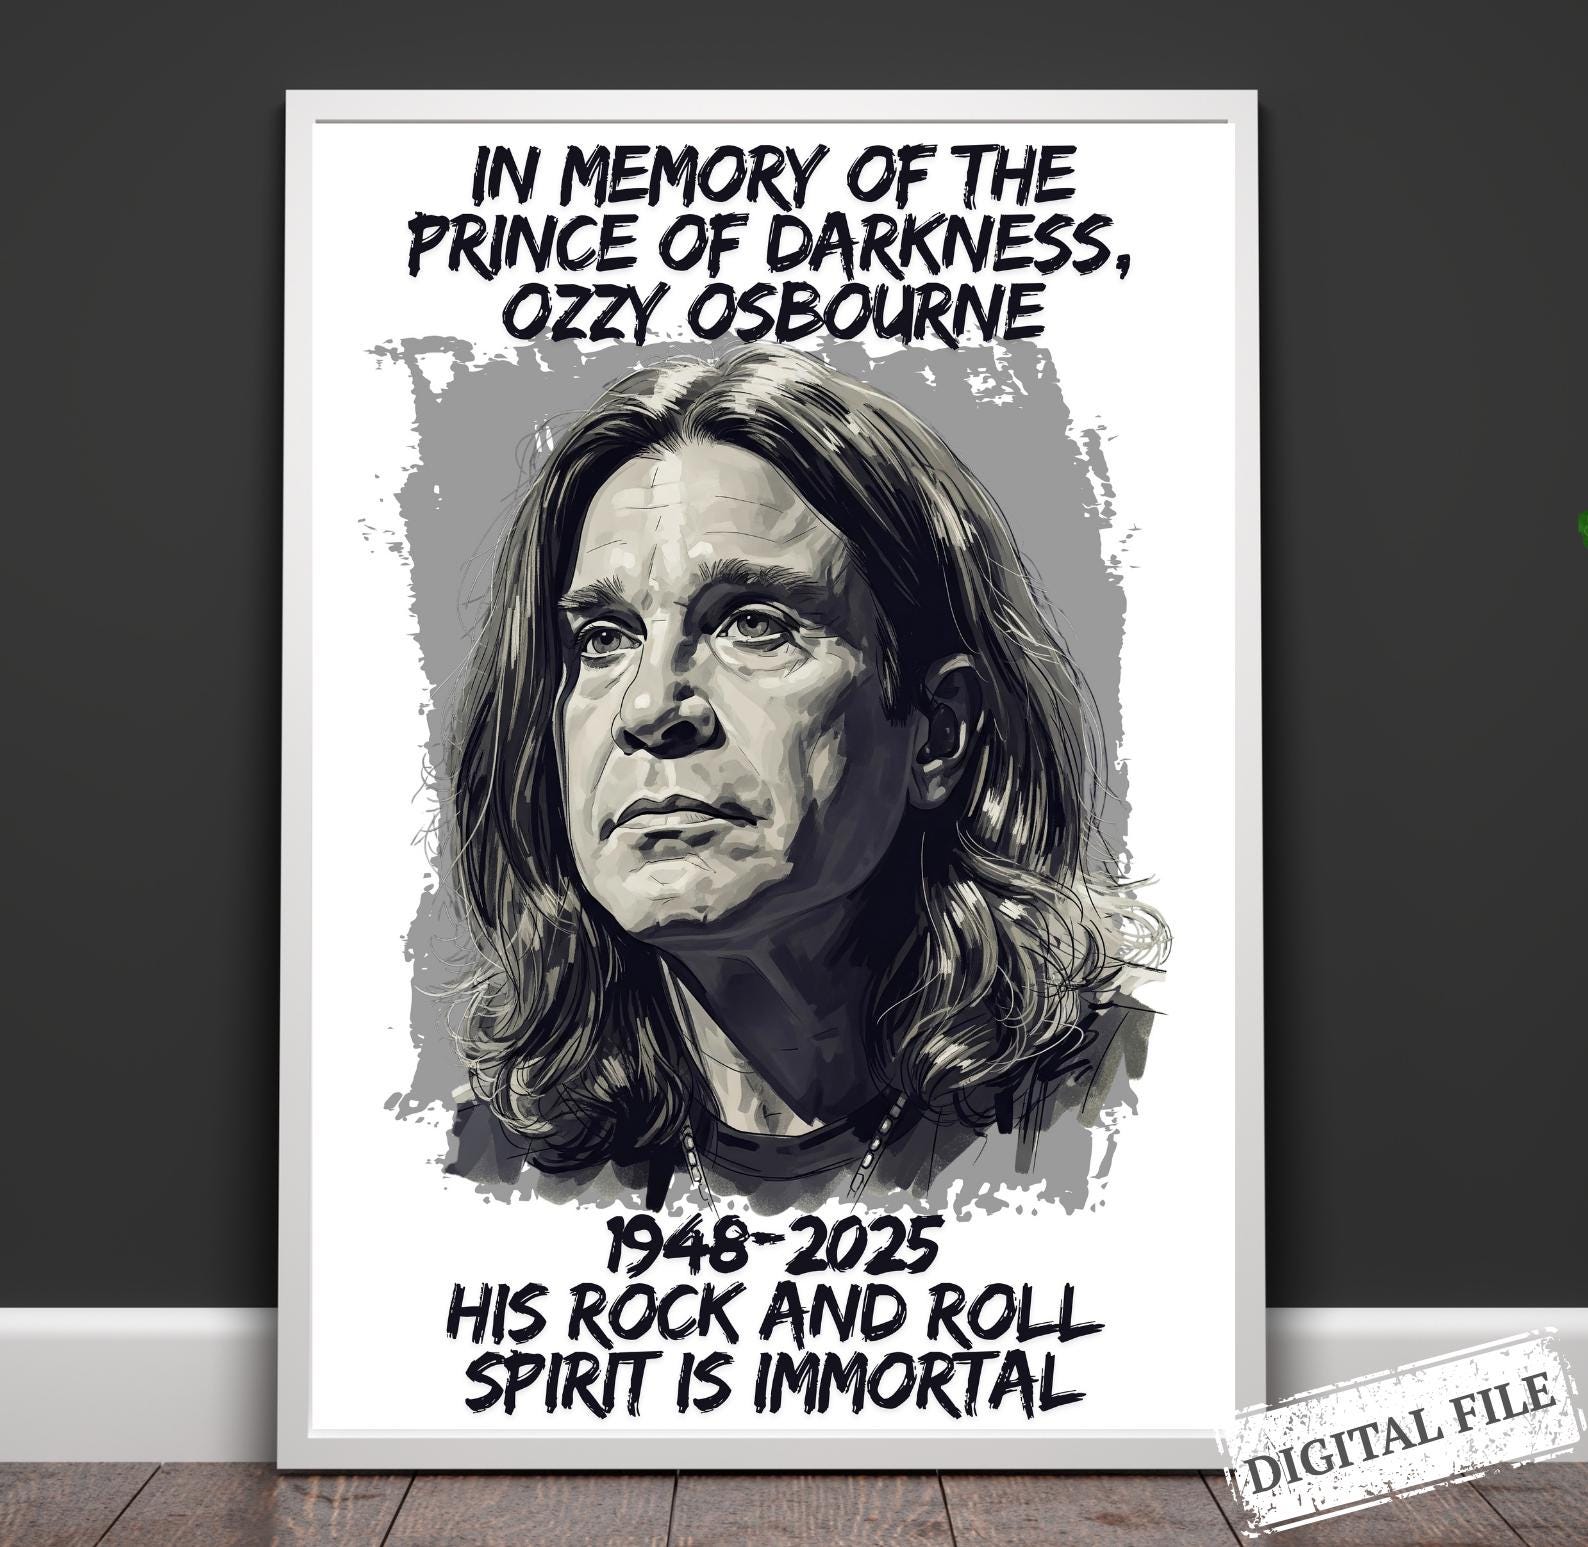 IN MEMORY OF THE
PRINCE OF DARKNESS,
OZZY OSBOURNE
1948-2025
HIS ROCK AND ROLL
SPIRIT IS IMMORTAL
DIGITAL FILE